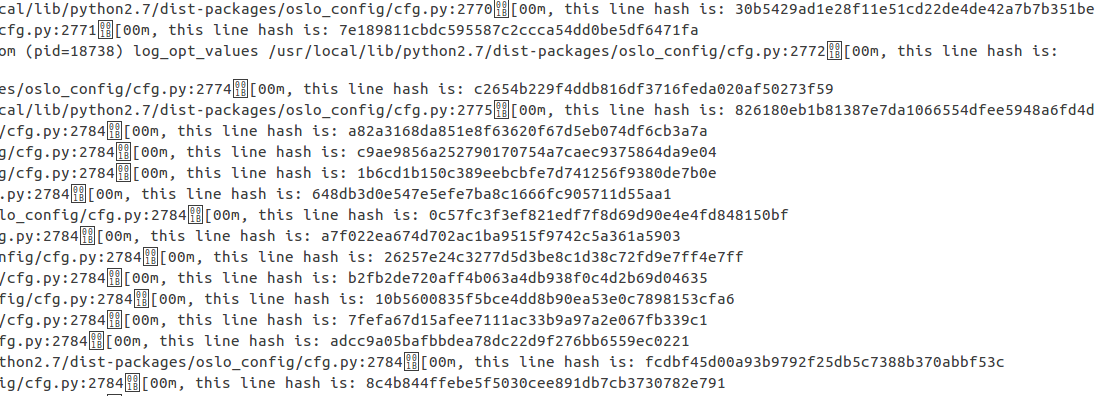 cal/lib/python2.7/dist-packages/oslo_config/cfg.py:2770[00m, this line hash is: 30b5429ad1e28f11e51cd22de4de42a7b7b351be
cfg.py:2771[00m, this line hash is: 7e189811cbdc595587c2ccca54dd0be5df6471fa
om (pid=18738) log_opt_values /usr/local/lib/python2.7/dist-packages/oslo_config/cfg.py:2772[00m, this line hash is:
es/oslo_config/cfg.py:2774[00m, this line hash is: c2654b229f4ddb816df3716feda020af50273f59
cal/lib/python2.7/dist-packages/oslo_config/cfg.py:2775[00m, this line hash is: 826180eb1b81387e7da1066554dfee5948a6fd4d
/cfg.py:2784[00m, this line hash is: a82a3168da851e8f63620f67d5eb074df6cb3a7a
g/cfg.py:2784[00m, this line hash is: c9ae9856a252790170754a7caec9375864da9e04
g/cfg.py:2784[00m, this line hash is: 1b6cd1b150c389eebcbfe7d741256f9380de7b0e
.py:2784[00m, this line hash is: 648db3d0e547e5efe7ba8c1666fc905711d55aa1
lo_config/cfg.py:2784[00m, this line hash is: 0c57fc3f3ef821edf7f8d69d90e4e4fd848150bf
g.py:2784[00m, this line hash is: a7f022ea674d702ac1ba9515f9742c5a361a5903
nfig/cfg.py:2784[00m, this line hash is: 26257e24c3277d5d3be8c1d38c72fd9e7ff4e7ff
/cfg.py:2784[00m, this line hash is: b2fb2de720aff4b063a4db938f0c4d2b69d04635
fig/cfg.py:2784[00m, this line hash is: 10b5600835f5bce4dd8b90ea53e0c7898153cfa6
/cfg.py:2784[00m, this line hash is: 7fefa67d15afee7111ac33b9a97a2e067fb339c1
fg.py:2784[00m, this line hash is: adcc9a05bafbbdea78dc22d9f276bb6559ec0221
thon2.7/dist-packages/oslo_config/cfg.py:2784[00m, this line hash is: fcdbf45d00a93b9792f25db5c7388b370abbf53c
ig/cfg.py:2784[00m, this line hash is: 8c4b844ffebe5f5030cee891db7cb3730782e791